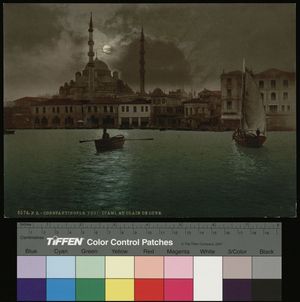 CONSTANTINOPLE YENI-DJAMI AU CLAIR DE LUNE
TIFFEN Color Control Patches
Blue Cyan Green Yellow Red Magenta White 3/Color Black